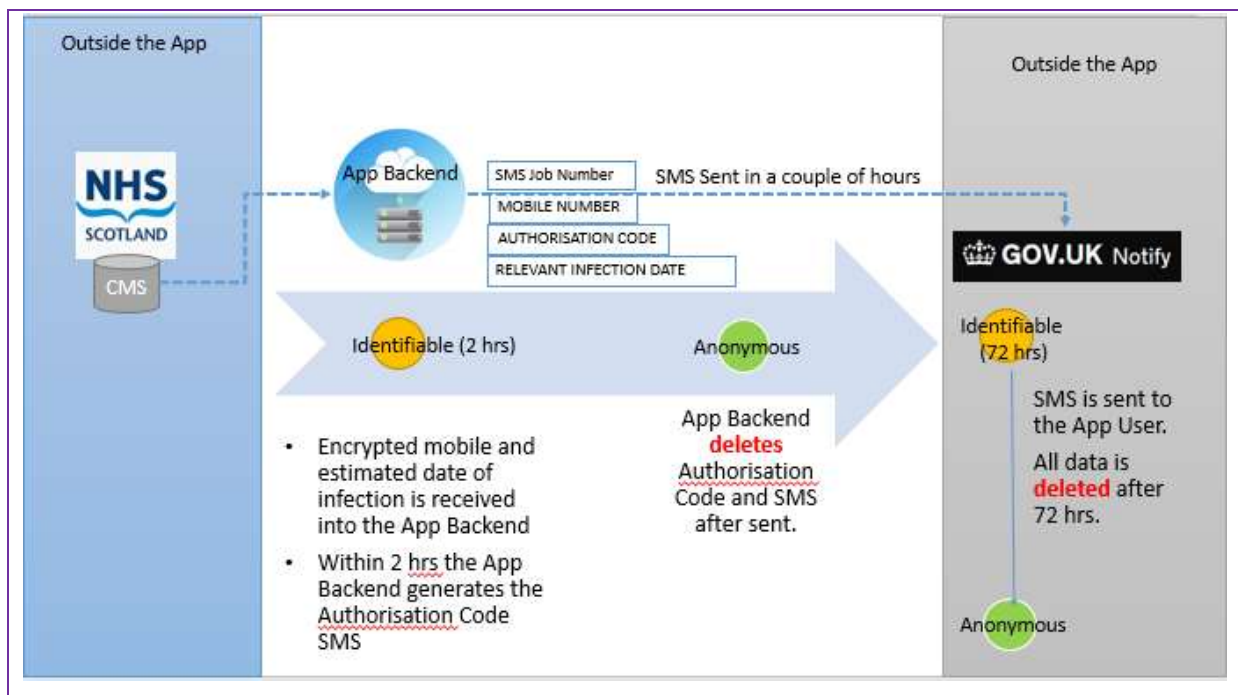 Outside the App
NHS
SCOTLAND
CMS
App Backend
SMS Job Number
MOBILE NUMBER
AUTHORISATION CODE
RELEVANT INFECTION DATE
SMS Sent in a couple of hours
Identifiable (2 hrs)
Anonymous
• Encrypted mobile and
estimated date of
infection is received
into the App Backend
• Within 2 hrs the App
Backend generates the
Authorisation Code
SMS
App Backend
deletes
Authorisation
Code and SMS
after sent.
Outside the App
GOV.UK Notify
Identifiable
(72 hrs)
SMS is sent to
the App User.
All data is
deleted after
72 hrs.
Anonymous